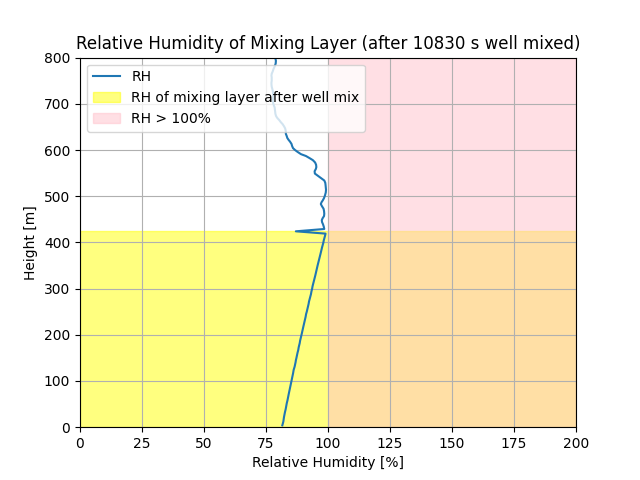 Relative Humidity of Mixing Layer (after 10830 s well mixed)
800
700
600
500
400
300
200
100
0
Height [m]
RH
RH of mixing layer after well mix
RH > 100%
0 25 50 75 100 125 150 175 200
Relative Humidity [%]